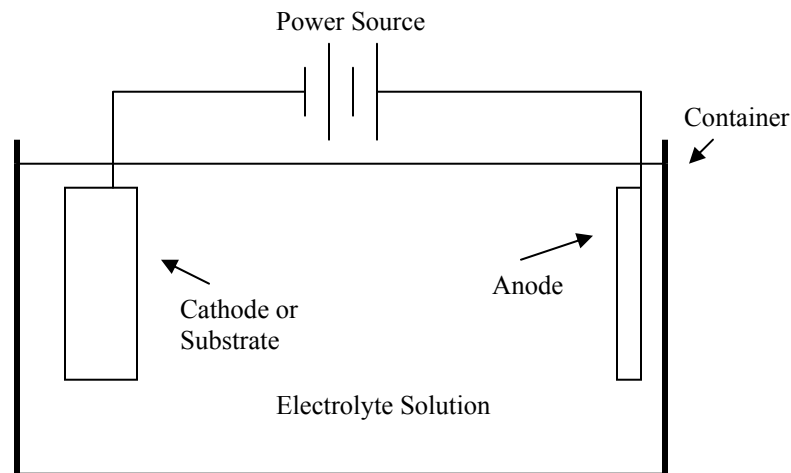 Power Source
Container
Anode
Cathode or
Substrate
Electrolyte Solution